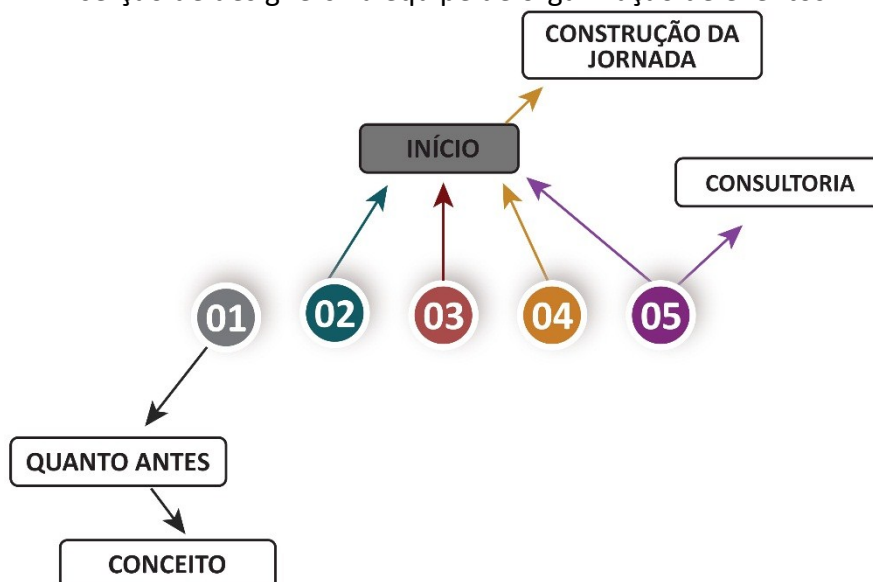 CONSTRUÇÃO DA
JORNADA
INÍCIO
CONSULTORIA
01
02
03
04
05
QUANTO ANTES
CONCEITO